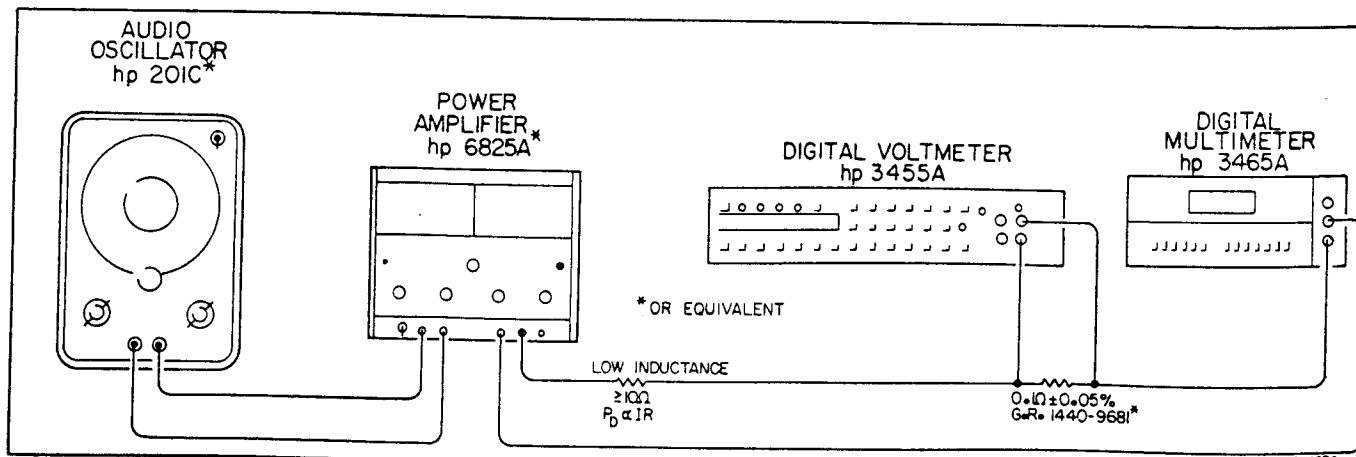 AUDIO
OSCILLATOR
hp 201C*
POWER
AMPLIFIER
hp 6825A*
DIGITAL VOLTMETER
hp 3455A
DIGITAL
MULTIMETER
hp 3465A
*OR EQUIVALENT
LOW INDUCTANCE
≥10Ω
PD α IR
0.1Ω±0.05%
G.R. 1440-9681*